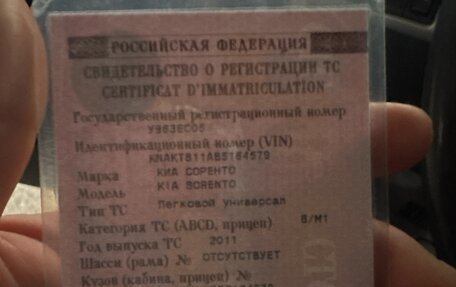 РОССИЙСКАЯ ФЕДЕРАЦИЯ
СВИДЕТЕЛЬСТВО О РЕГИСТРАЦИИ ТС
CERTIFICAT D'IMMATRICULATION
Государственный регистрационный номер
У963ЕС05
Идентификационный номер (VIN)
KNAKT811AB5164579
Марка КИА СОРЕНТО
Модель KIA SORENTO
Тип ТС Легковой универсал
Категория ТС (ABCD, прицеп) B/M1
Год выпуска ТС 2011
Шасси (рама) № ОТСУТСТВУЕТ
Кузов (кабина, прицеп) №